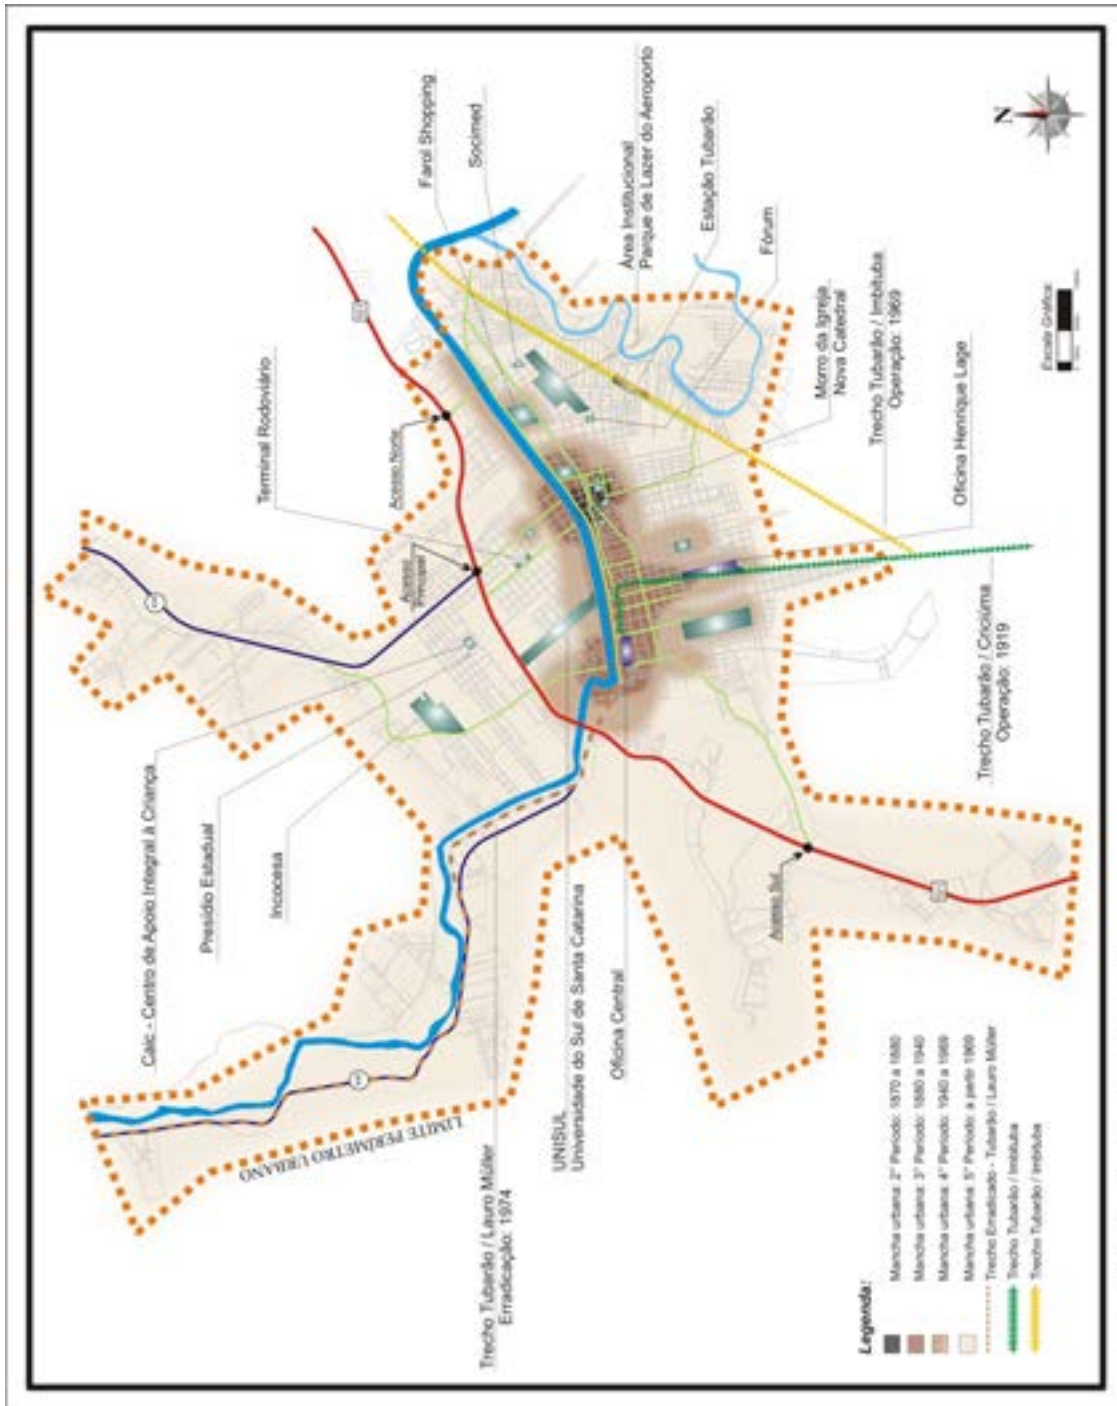 Caic - Centro de Apoio Integral à Criança
Presídio Estadual
Incocesa
Terminal Rodoviário
Acesso Norte
Acesso
Principal
Farol Shopping
Socimed
Área Institucional
Parque de Lazer do Aeroporto
Estação Tubarão
Fórum
Morro da Igreja
Nova Catedral
Trecho Tubarão / Imbituba
Operação: 1969
Oficina Henrique Lage
Trecho Tubarão / Criciúma
Operação: 1919
Acesso Sul
Oficina Central
UNISUL
Universidade do Sul de Santa Catarina
Trecho Tubarão / Lauro Müller
Erradicação: 1974
LIMITE PERÍMETRO URBANO
N
Escala Gráfica:
Legenda:
Mancha urbana: 2° Período: 1870 a 1880
Mancha urbana: 3° Período: 1880 a 1940
Mancha urbana: 4° Período: 1940 a 1969
Mancha urbana: 5° Período: a partir 1969
Trecho Erradicado - Tubarão / Lauro Müller
Trecho Tubarão / Imbituba
Trecho Tubarão / Imbituba